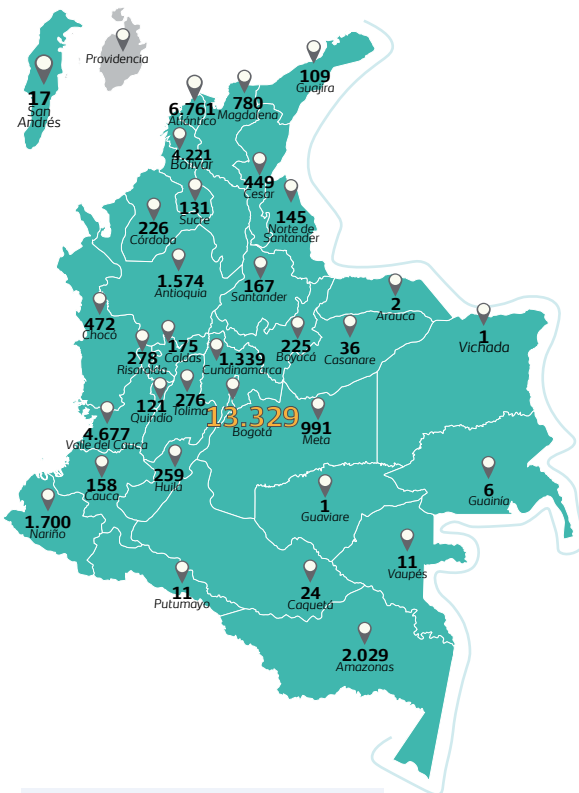 Providencia
17
San
Andrés
109
Guajira
6.761
Atlántico
780
Magdalena
4.221
Bolívar
449
Cesar
131
Sucre
145
Norte de
Santander
226
Córdoba
1.574
Antioquia
167
Santander
2
Arauca
1
Vichada
472
Chocó
175
Caldas
225
Boyacá
36
Casanare
278
Risaralda
1.339
Cundinamarca
121
Quindío
276
Tolima
13.329
Bogotá
991
Meta
4.677
Valle del Cauca
158
Cauca
259
Huila
6
Guainía
1.700
Nariño
1
Guaviare
11
Vaupés
11
Putumayo
24
Caquetá
2.029
Amazonas